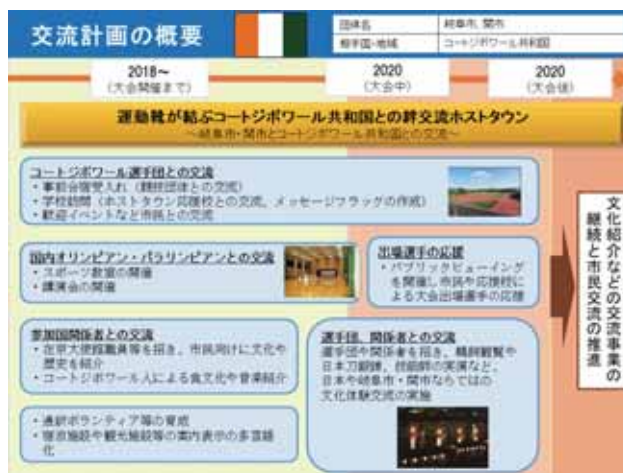 交流計画の概要
団体名 岐阜市、関市
相手国・地域 コートジボワール共和国
2018～
(大会開催まで)
2020
(大会中)
2020
(大会後)
運動靴が結ぶコートジボワール共和国との絆交流ホストタウン
～岐阜市・関市とコートジボワール共和国との交流～
コートジボワール選手団との交流
・事前合宿受入れ（競技団体との交流）
・学校訪問（ホストタウン応援校との交流、メッセージフラッグの作成）
・歓迎イベントなど市民との交流
国内オリンピアン・パラリンピアンとの交流
・スポーツ教室の開催
・講演会の開催
出場選手の応援
・パブリックビューイング
を開催し市民や応援校に
よる大会出場選手の応援
参加国関係者との交流
・在京大使館職員等を招き、市民向けに文化や
歴史を紹介
・コートジボワール人による食文化や音楽紹介
選手団、関係者との交流
選手団や関係者を招き、鵜飼観覧や
日本刀鍛錬、技能師の実演など、
日本や岐阜市・関市ならではの
文化体験交流の実施
・通訳ボランティア等の育成
・宿泊施設や観光施設等の案内表示の多言語
化
文化紹介などの交流事業の
継続と市民交流の推進